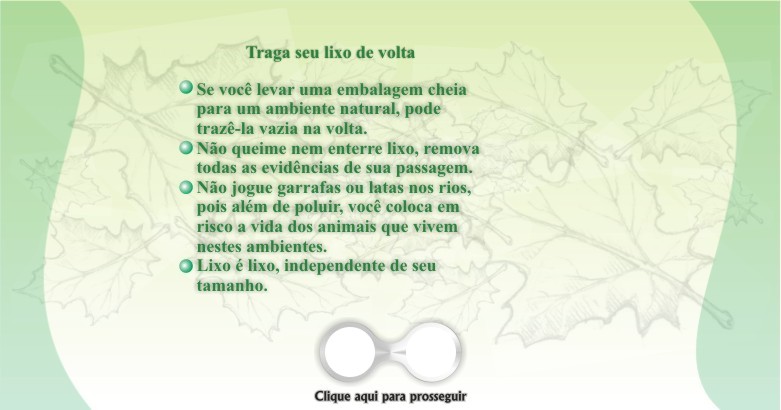 Traga seu lixo de volta
Se você levar uma embalagem cheia
para um ambiente natural, pode
trazê-la vazia na volta.
Não queime nem enterre lixo, remova
todas as evidências de sua passagem.
Não jogue garrafas ou latas nos rios,
pois além de poluir, você coloca em
risco a vida dos animais que vivem
nestes ambientes.
Lixo é lixo, independente de seu
tamanho.
Clique aqui para prosseguir